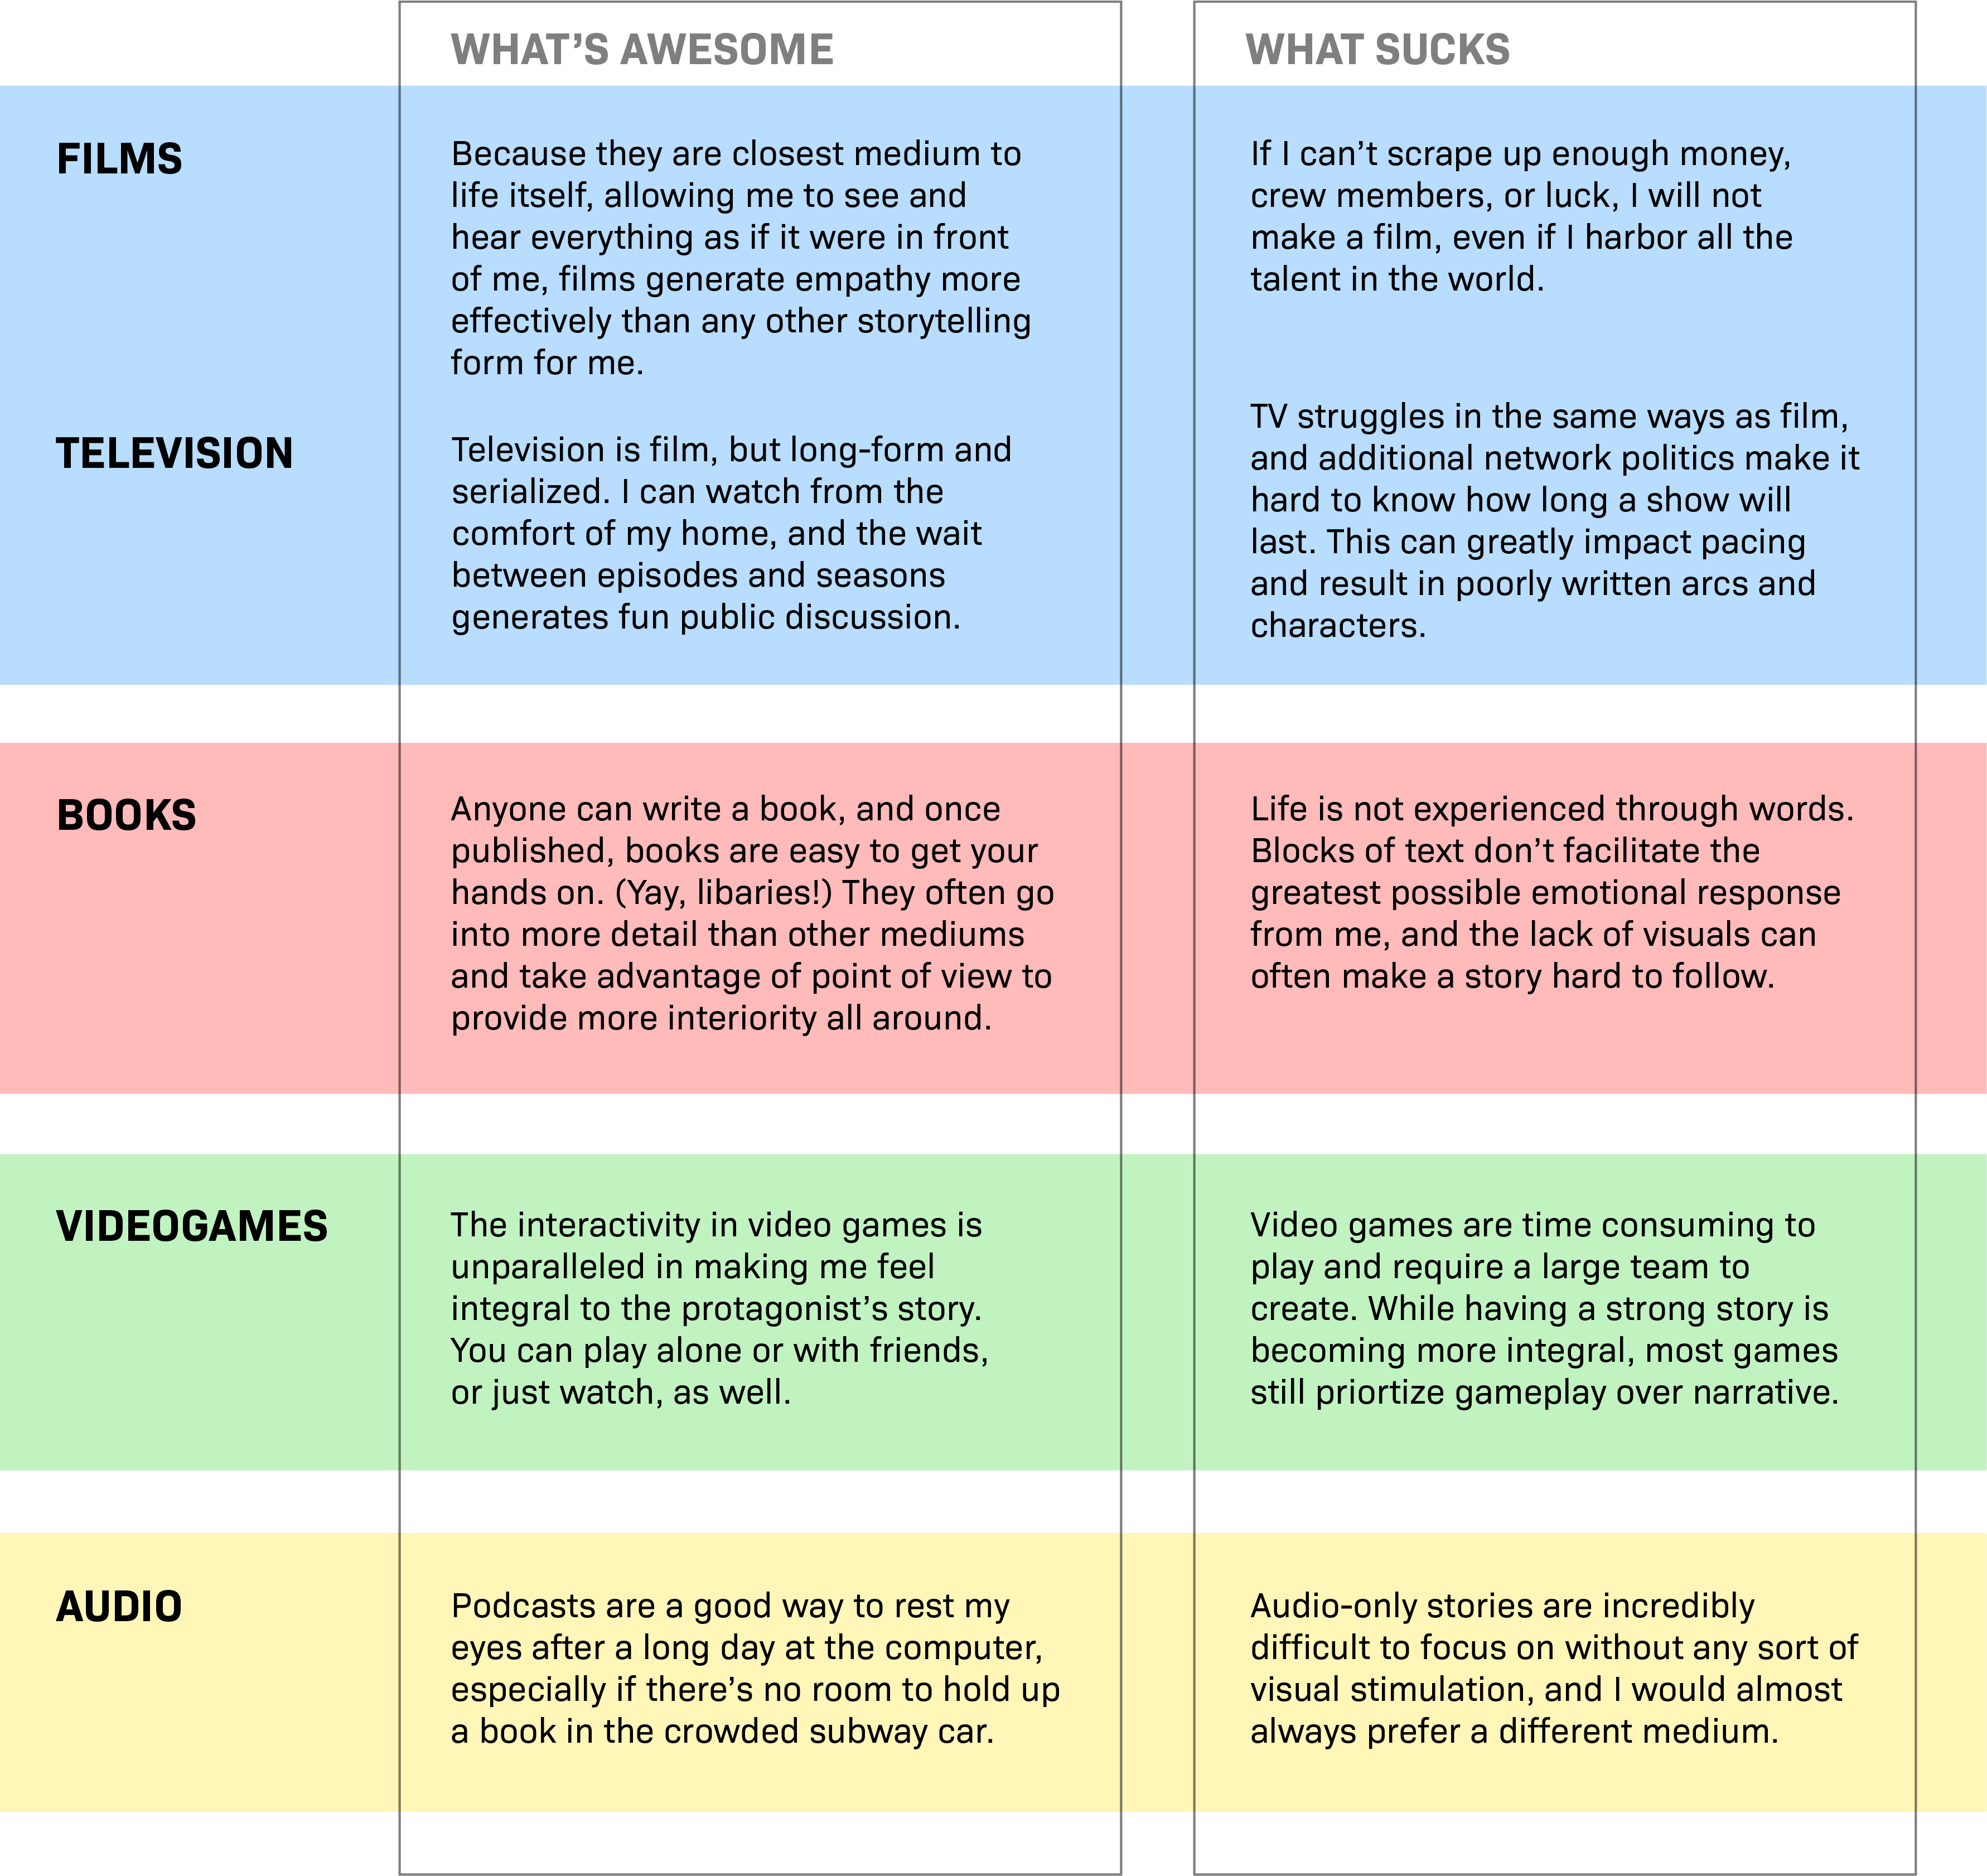 WHAT'S AWESOME
WHAT SUCKS
FILMS
Because they are closest medium to
life itself, allowing me to see and
hear everything as if it were in front
of me, films generate empathy more
effectively than any other storytelling
form for me.
If I can't scrape up enough money,
crew members, or luck, I will not
make a film, even if I harbor all the
talent in the world.
TELEVISION
Television is film, but long-form and
serialized. I can watch from the
comfort of my home, and the wait
between episodes and seasons
generates fun public discussion.
TV struggles in the same ways as film,
and additional network politics make it
hard to know how long a show will
last. This can greatly impact pacing
and result in poorly written arcs and
characters.
BOOKS
Anyone can write a book, and once
published, books are easy to get your
hands on. (Yay, libaries!) They often go
into more detail than other mediums
and take advantage of point of view to
provide more interiority all around.
Life is not experienced through words.
Blocks of text don't facilitate the
greatest possible emotional response
from me, and the lack of visuals can
often make a story hard to follow.
VIDEOGAMES
The interactivity in video games is
unparalleled in making me feel
integral to the protagonist's story.
You can play alone or with friends,
or just watch, as well.
Video games are time consuming to
play and require a large team to
create. While having a strong story is
becoming more integral, most games
still priortize gameplay over narrative.
AUDIO
Podcasts are a good way to rest my
eyes after a long day at the computer,
especially if there's no room to hold up
a book in the crowded subway car.
Audio-only stories are incredibly
difficult to focus on without any sort of
visual stimulation, and I would almost
always prefer a different medium.